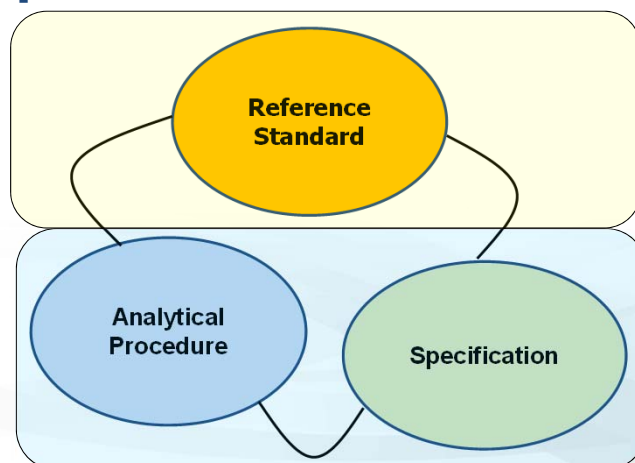 Reference
Standard
Analytical
Procedure
Specification